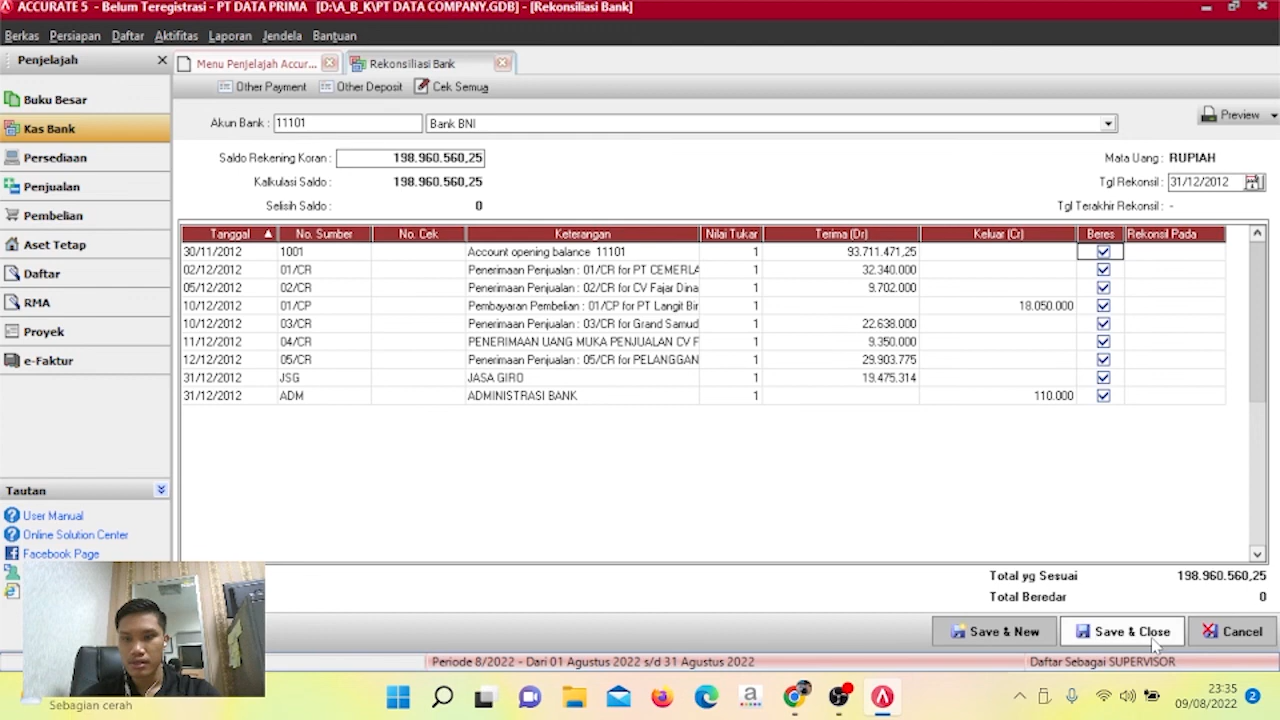 ACCURATE 5 - Belum Teregistrasi - PT DATA PRIMA [D:\A_B_K\PT DATA COMPANY.GDB] - [Rekonsiliasi Bank]
Berkas Persiapan Daftar Aktifitas Laporan Jendela Bantuan
Penjelajah
Menu Penjelajah Accur... Rekonsiliasi Bank
Other Payment Other Deposit Cek Semua
Buku Besar
Kas Bank
Persediaan
Penjualan
Pembelian
Aset Tetap
Daftar
RMA
Proyek
e-Faktur
Tautan
User Manual
Online Solution Center
Facebook Page
Akun Bank : 11101 Bank BNI
Preview
Saldo Rekening Koran : 198.960.560,25
Kalkulasi Saldo : 198.960.560,25
Selisih Saldo : 0
Mata Uang : RUPIAH
Tgl Rekonsil : 31/12/2012
Tgl Terakhir Rekonsil : -
Tanggal No. Sumber No. Cek Keterangan Nilai Tukar Terima (Dr) Keluar (Cr) Beres Rekonsil Pada
30/11/2012 1001 Account opening balance 11101 1 93.711.471,25
02/12/2012 01/CR Penerimaan Penjualan : 01/CR for PT CEMERLA 1 32.340.000
05/12/2012 02/CR Penerimaan Penjualan : 02/CR for CV Fajar Dina 1 9.702.000
10/12/2012 01/CP Pembayaran Pembelian : 01/CP for PT Langit Bir 1 18.050.000
10/12/2012 03/CR Penerimaan Penjualan : 03/CR for Grand Samud 1 22.638.000
11/12/2012 04/CR PENERIMAAN UANG MUKA PENJUALAN CV F 1 9.350.000
12/12/2012 05/CR Penerimaan Penjualan : 05/CR for PELANGGAN 1 29.903.775
31/12/2012 JSG JASA GIRO 1 19.475.314
31/12/2012 ADM ADMINISTRASI BANK 1 110.000
Total yg Sesuai 198.960.560,25
Total Beredar 0
Save & New Save & Close Cancel
Periode 8/2022 - Dari 01 Agustus 2022 s/d 31 Agustus 2022 Daftar Sebagai SUPERVISOR
Sebagian cerah
23:35
09/08/2022
2